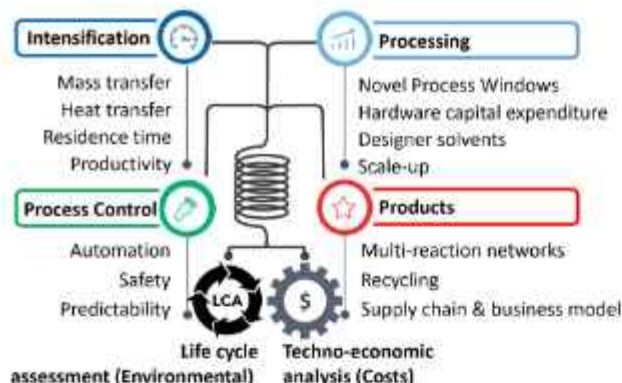 Intensification
Mass transfer
Heat transfer
Residence time
Productivity
Processing
Novel Process Windows
Hardware capital expenditure
Designer solvents
Scale-up
Process Control
Automation
Safety
Predictability
Products
Multi-reaction networks
Recycling
Supply chain & business model
LCA
$
Life cycle
assessment (Environmental)
Techno-economic
analysis (Costs)